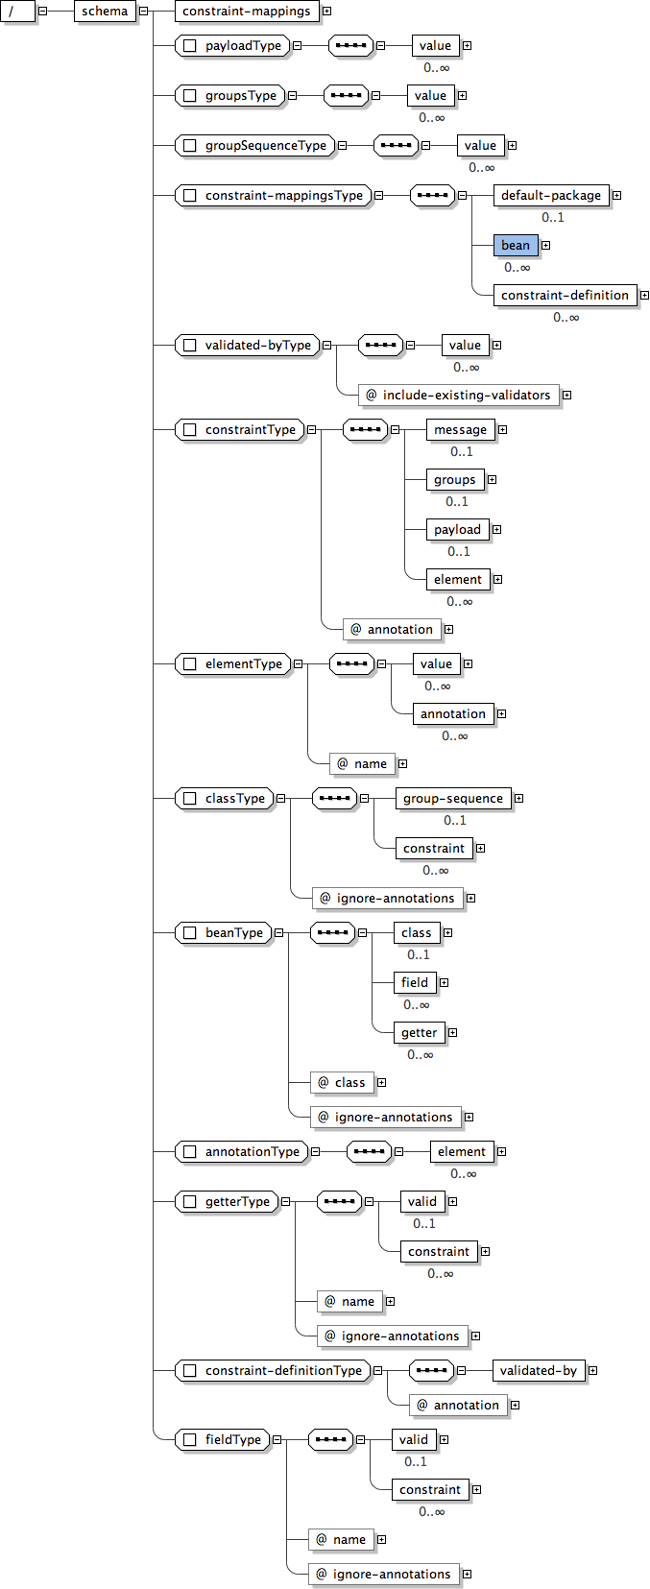 / schema constraint-mappings
payloadType value
0..∞
groupsType value
0..∞
groupSequenceType value
0..∞
constraint-mappingsType default-package
0..1
bean
0..∞
constraint-definition
0..∞
validated-byType value
0..∞
@ include-existing-validators
constraintType message
0..1
groups
0..1
payload
0..1
element
0..∞
@ annotation
elementType value
0..∞
annotation
0..∞
@ name
classType group-sequence
0..1
constraint
0..∞
@ ignore-annotations
beanType class
0..1
field
0..∞
getter
0..∞
@ class
@ ignore-annotations
annotationType element
0..∞
getterType valid
0..1
constraint
0..∞
@ name
@ ignore-annotations
constraint-definitionType validated-by
@ annotation
fieldType valid
0..1
constraint
0..∞
@ name
@ ignore-annotations